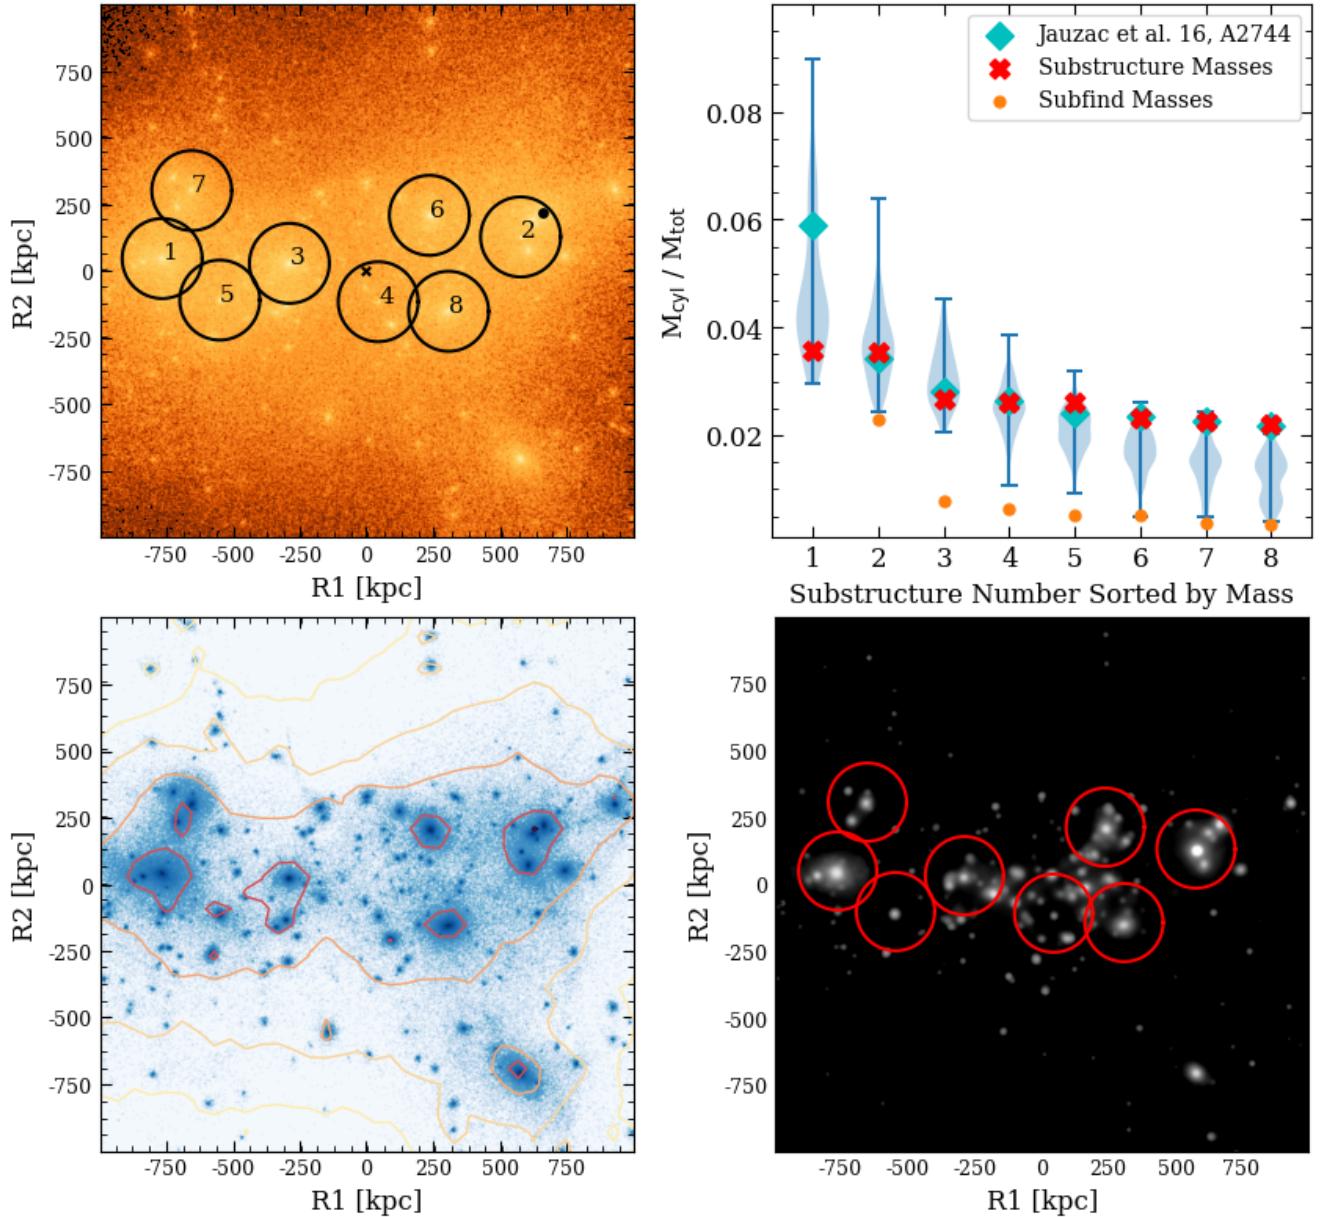 750
500
250
0
-250
-500
-750
R2 [kpc]
7
1
5
3
6
2
4
8
-750 -500 -250 0 250 500 750
R1 [kpc]
Jauzac et al. 16, A2744
Substructure Masses
Subfind Masses
0.08
0.06
0.04
0.02
M_cyl / M_tot
1 2 3 4 5 6 7 8
Substructure Number Sorted by Mass
750
500
250
0
-250
-500
-750
R2 [kpc]
-750 -500 -250 0 250 500 750
R1 [kpc]
750
500
250
0
-250
-500
-750
R2 [kpc]
-750 -500 -250 0 250 500 750
R1 [kpc]